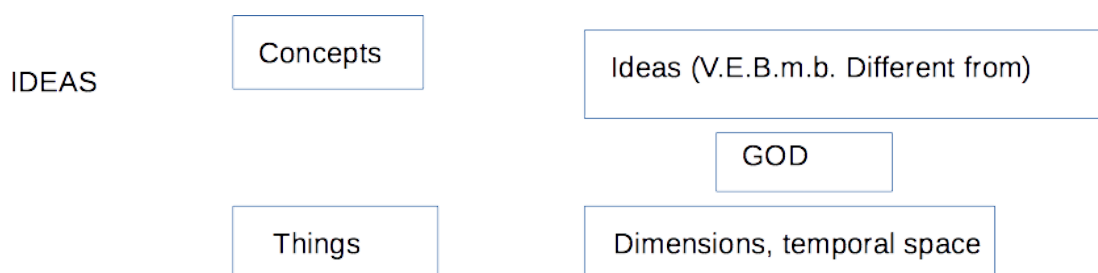 Concepts
IDEAS
Ideas (V.E.B.m.b. Different from)
GOD
Things
Dimensions, temporal space